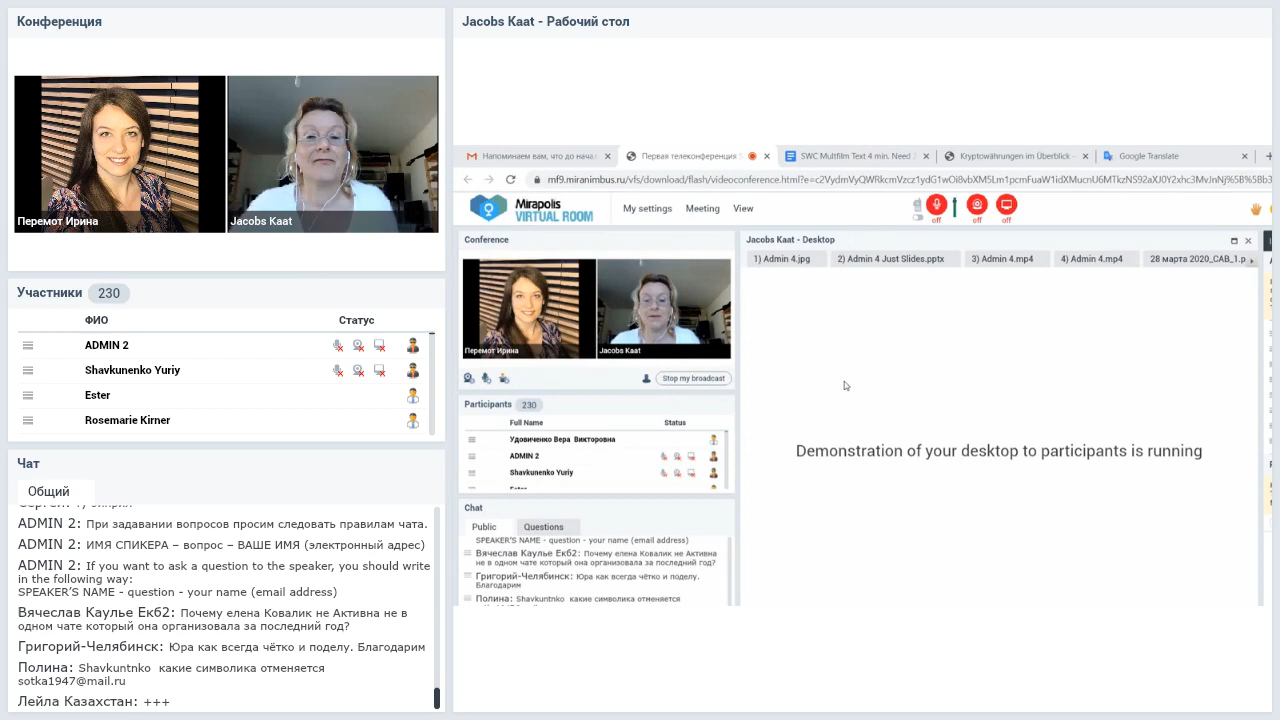 Конференция
Перемот Ирина
Jacobs Kaat
Участники 230
ФИО Статус
ADMIN 2
Shavkunenko Yuriy
Ester
Rosemarie Kirner
Чат
Общий
ADMIN 2: При задавании вопросов просим следовать правилам чата.
ADMIN 2: ИМЯ СПИКЕРА – вопрос – ВАШЕ ИМЯ (электронный адрес)
ADMIN 2: If you want to ask a question to the speaker, you should write
in the following way:
SPEAKER'S NAME - question - your name (email address)
Вячеслав Каулье Екб2: Почему елена Ковалик не Активна не в
одном чате который она организовала за последний год?
Григорий-Челябинск: Юра как всегда чётко и поделу. Благодарим
Полина: Shavkuntnko какие символика отменяется
sotka1947@mail.ru
Лейла Казахстан: +++
Jacobs Kaat - Рабочий стол
Напоминаем вам, что до нача
Первая телеконференция
SWC Multfilm Text 4 min. Need
Kryptowährungen im Überblick -
Google Translate
Mirapolis
VIRTUAL ROOM
My settings Meeting View
off off off
Conference
Перемот Ирина
Jacobs Kaat
Stop my broadcast
Participants 230
Full Name Status
Удовиченко Вера Викторовна
ADMIN 2
Shavkunenko Yuriy
Chat
Public Questions
SPEAKER'S NAME - question - your name (email address)
Вячеслав Каулье Екб2: Почему елена Ковалик не Активна
не в одном чате который она организовала за последний год?
Григорий-Челябинск: Юра как всегда чётко и поделу.
Благодарим
Полина: Shavkuntnko какие символика отменяется
Jacobs Kaat - Desktop
1) Admin 4.jpg
2) Admin 4 Just Slides.pptx
3) Admin 4.mp4
4) Admin 4.mp4
28 марта 2020_CAB_1.p
Demonstration of your desktop to participants is running